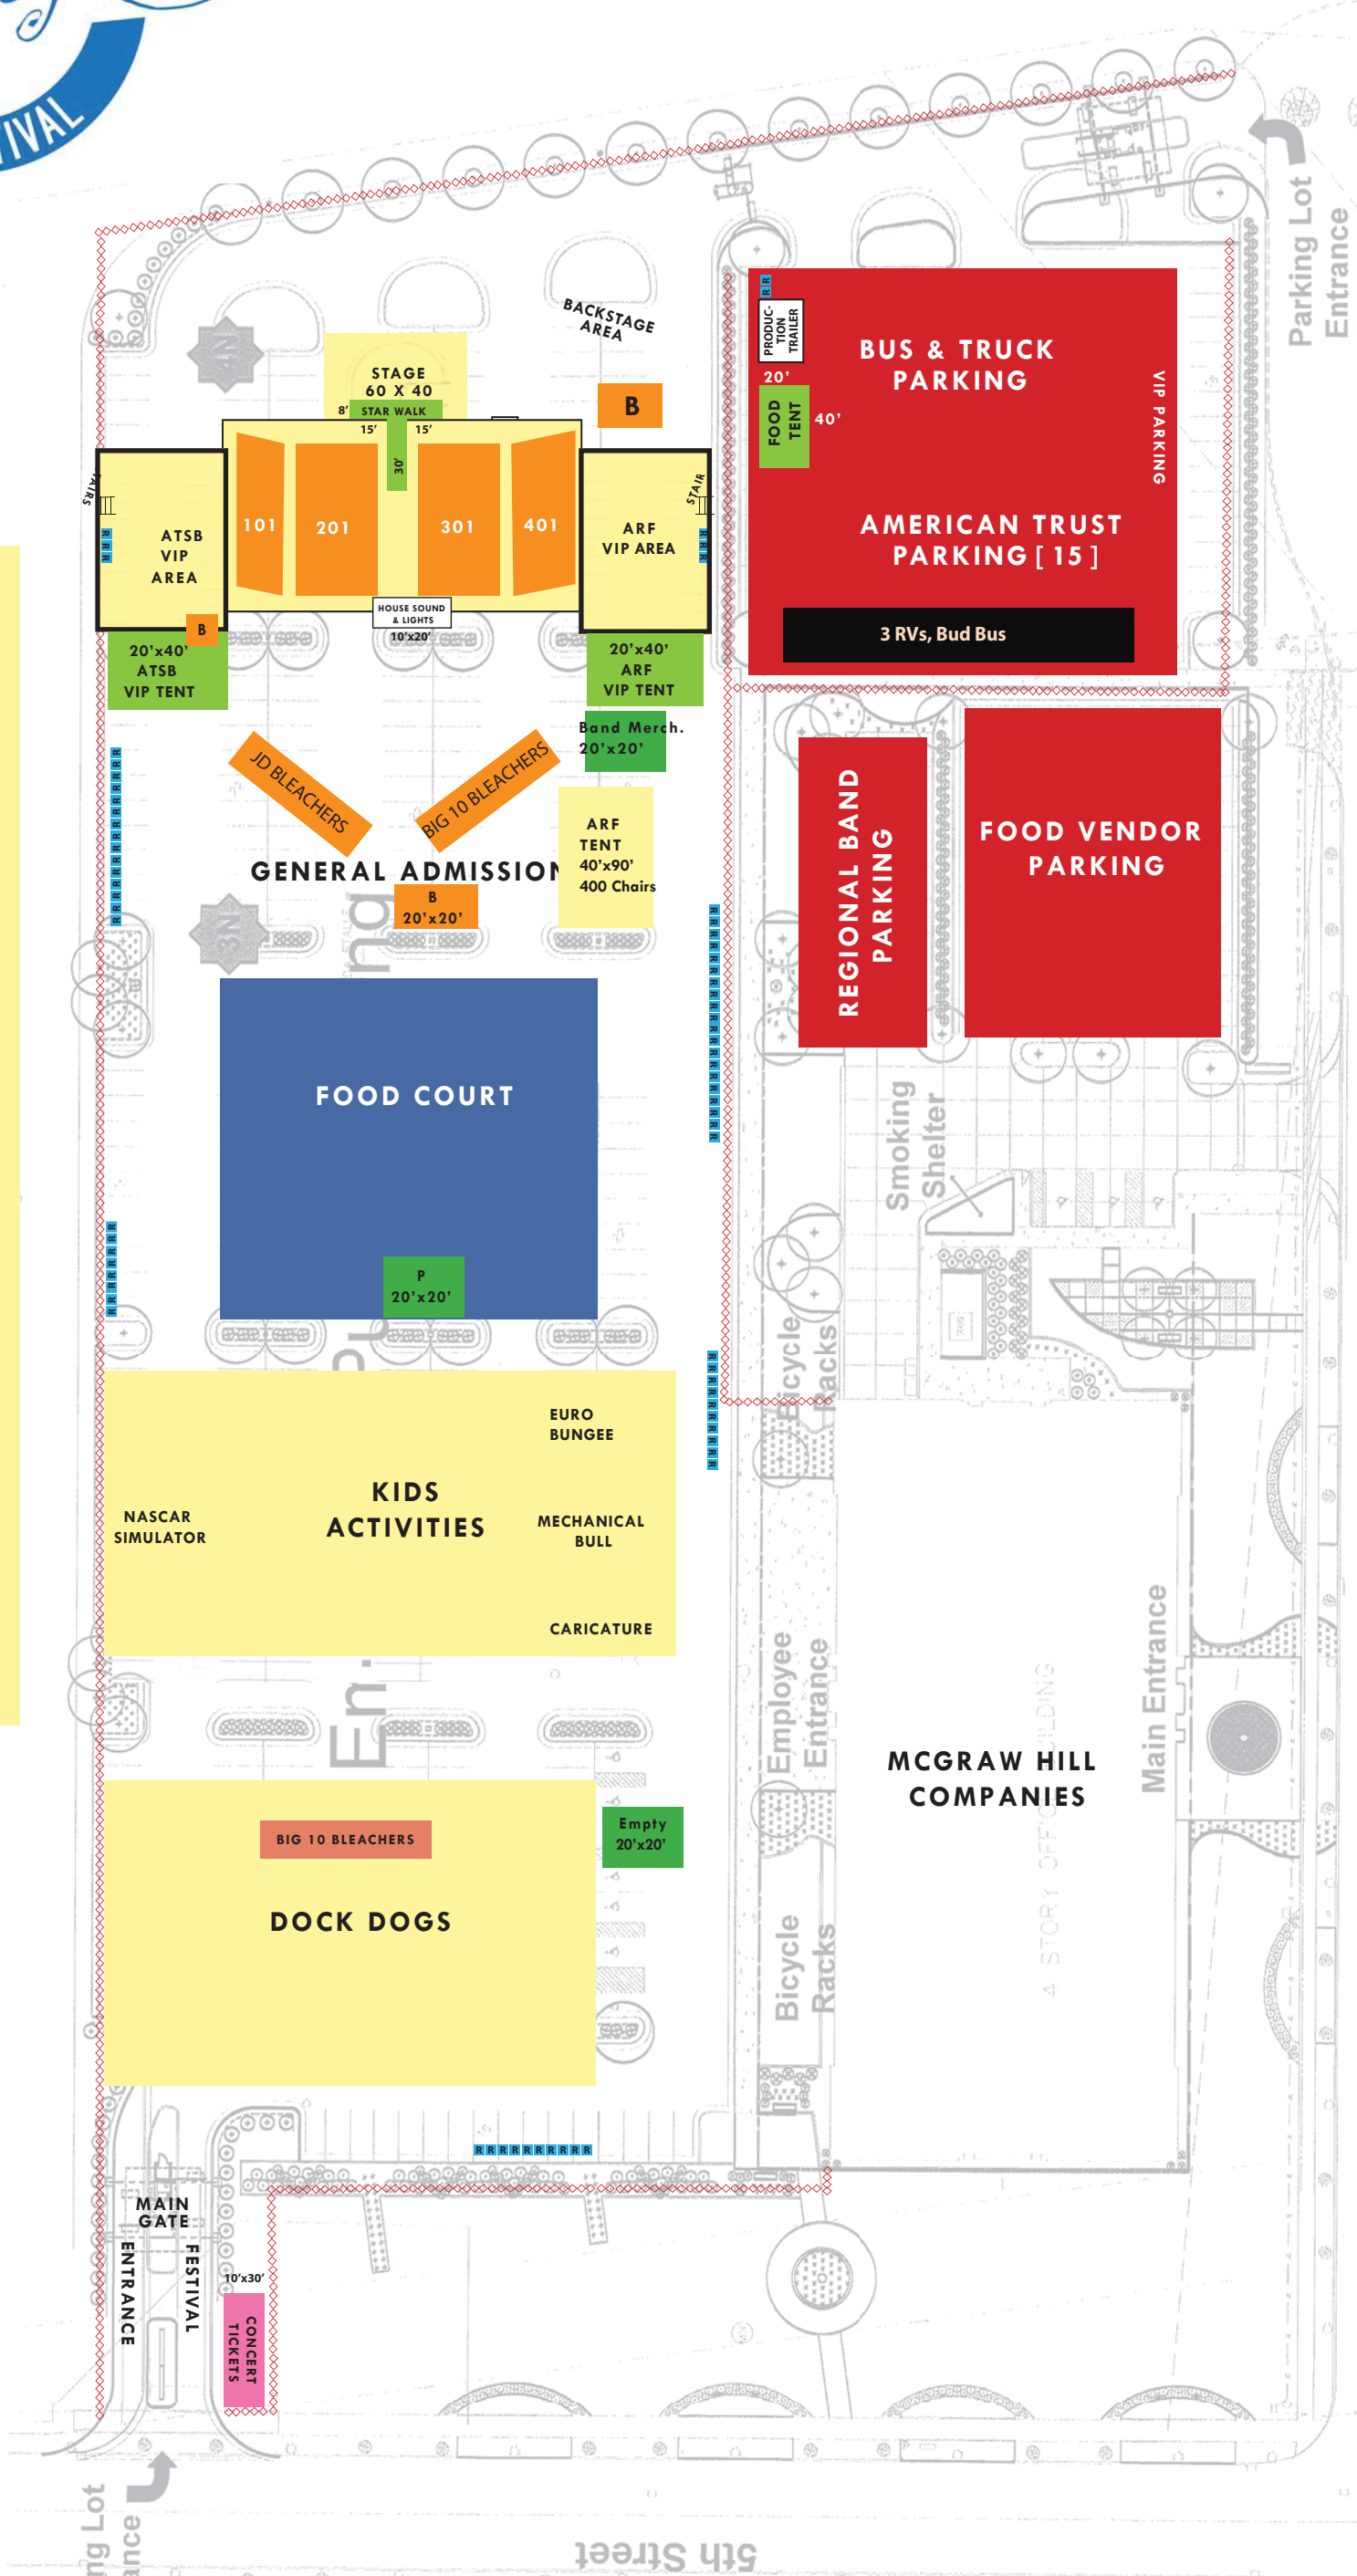 Parking Lot
Entrance
4N
BACKSTAGE
AREA
STAGE
60 X 40
8' STAR WALK
15' 15'
30'
B
R R
PRODUC-
TION
TRAILER
20'
FOOD
TENT
40'
BUS & TRUCK
PARKING
VIP PARKING
AMERICAN TRUST
PARKING [ 15 ]
3 RVs, Bud Bus
STAIR
R R R
ATSB
VIP
AREA
101
201
301
401
ARF
VIP AREA
R R R
HOUSE SOUND
& LIGHTS
10'x20'
B
20'x40'
ATSB
VIP TENT
20'x40'
ARF
VIP TENT
Band Merch.
20'x20'
JD BLEACHERS
BIG 10 BLEACHERS
ARF
TENT
40'x90'
400 Chairs
GENERAL ADMISSION
B
20'x20'
3N
REGIONAL BAND
PARKING
FOOD VENDOR
PARKING
FOOD COURT
P
20'x20'
Smoking
Shelter
Bicycle
Racks
EURO
BUNGEE
KIDS
ACTIVITIES
NASCAR
SIMULATOR
MECHANICAL
BULL
CARICATURE
Employee
Entrance
Main Entrance
MCGRAW HILL
COMPANIES
4 STORY OFFICE BUILDING
BIG 10 BLEACHERS
Empty
20'x20'
DOCK DOGS
Bicycle
Racks
R R R R R R R R R R
MAIN
GATE
FESTIVAL
ENTRANCE
10'x30'
CONCERT
TICKETS
5th Street